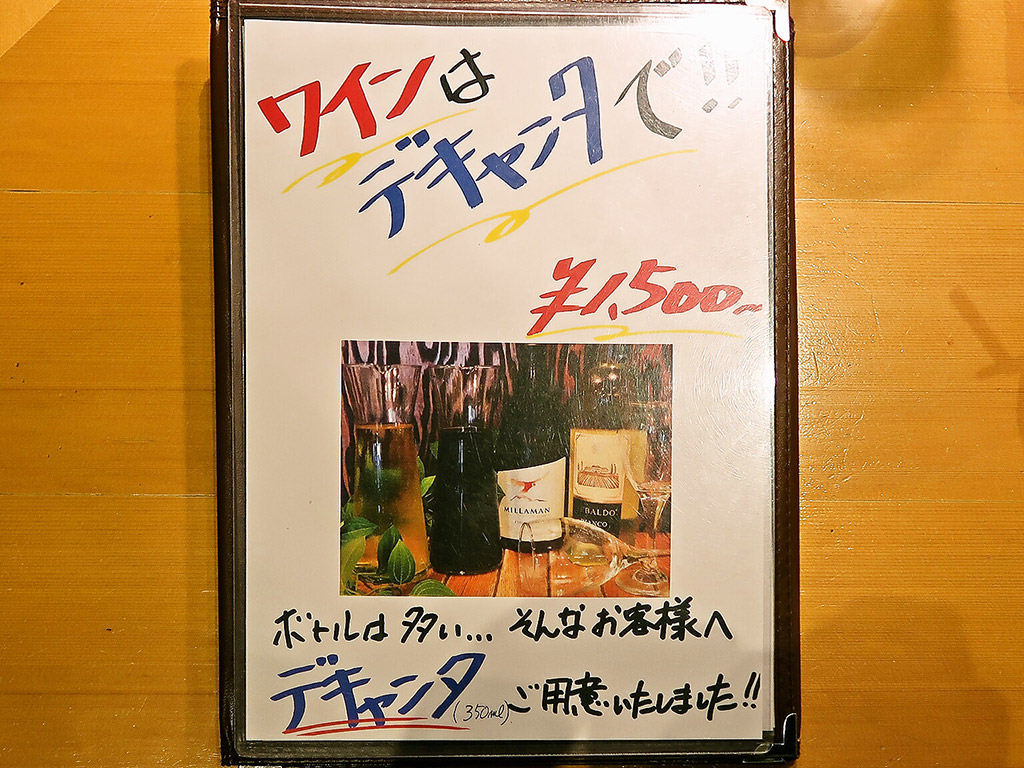 ワインは
デキャンタで!!
¥1,500~
MILLAMAN
BALDO
ボトルは多い... そんなお客様へ
デキャンタ(350ml)ご用意いたしました!!